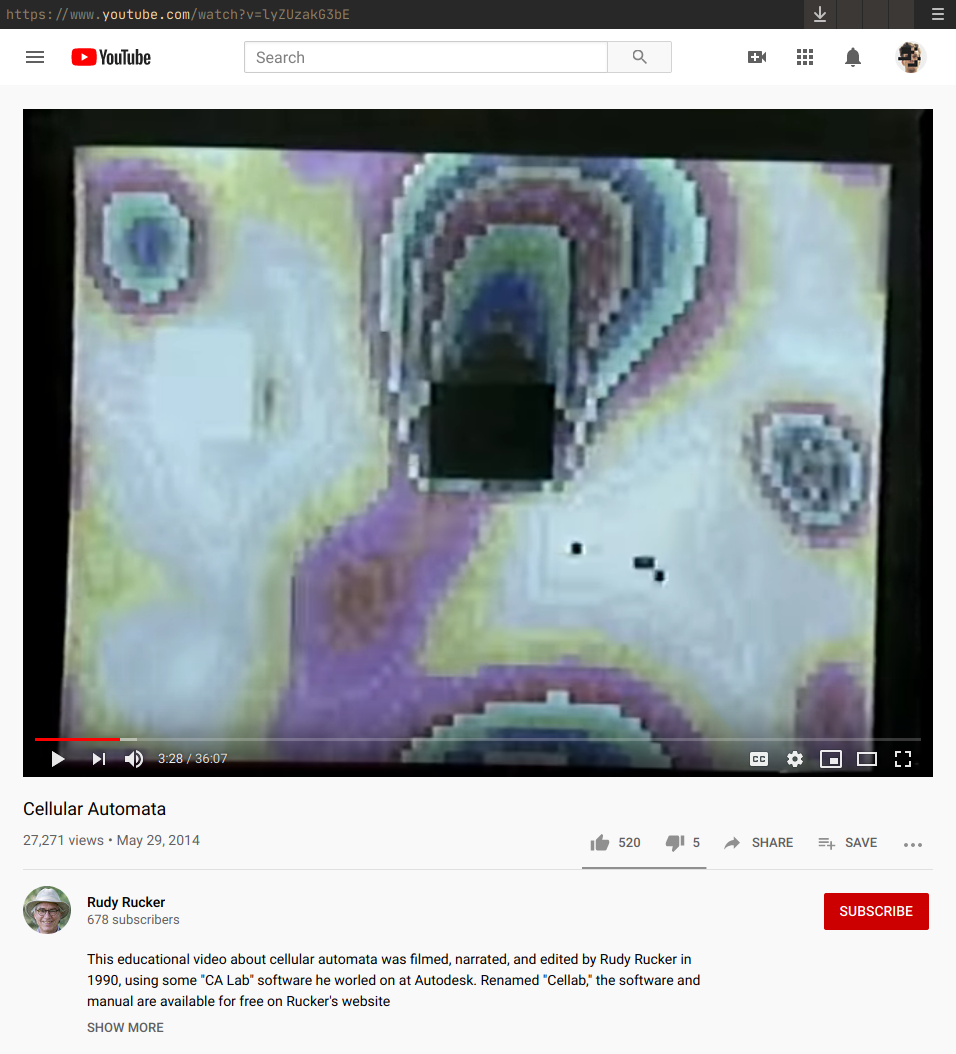 https://www.youtube.com/watch?v=lyZUzakG3bE
YouTube
Search
3:28 / 36:07
CC
Cellular Automata
27,271 views • May 29, 2014
520
5
SHARE
SAVE
Rudy Rucker
678 subscribers
SUBSCRIBE
This educational video about cellular automata was filmed, narrated, and edited by Rudy Rucker in
1990, using some "CA Lab" software he worled on at Autodesk. Renamed "Cellab," the software and
manual are available for free on Rucker's website
SHOW MORE